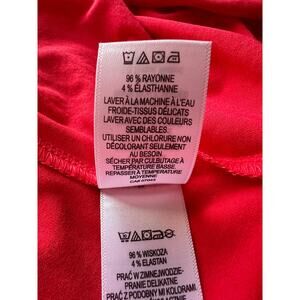 96 % RAYONNE
4 % ÉLASTHANNE
LAVER À LA MACHINE À L'EAU
FROIDE-TISSUS DÉLICATS
LAVER AVEC DES COULEURS
SEMBLABLES
UTILISER UN CHLORURE NON
DÉCOLORANT SEULEMENT
AU BESOIN
SÉCHER PAR CULBUTAGE À
TEMPÉRATURE BASSE
REPASSER À TEMPÉRATURE
MOYENNE
CA# 07043
96 % WISKOZA
4 % ELASTAN
PRAĆ W ZIMNEJ WODZIE-
PRANIE DELIKATNE
PRAĆ Z PODOBNYMI KOLORAMI